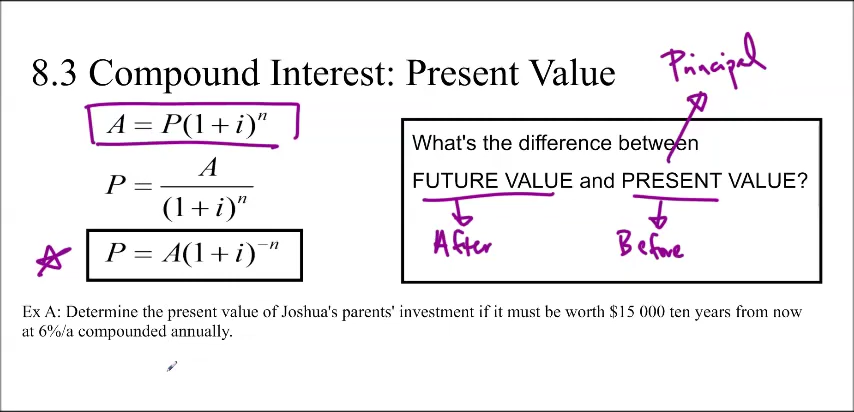 8.3 Compound Interest: Present Value
Principal
A = P(1+i)^n
P = A/(1+i)^n
P = A(1+i)^-n
What's the difference between
FUTURE VALUE and PRESENT VALUE?
After Before
Ex A: Determine the present value of Joshua's parents' investment if it must be worth $15 000 ten years from now
at 6%/a compounded annually.